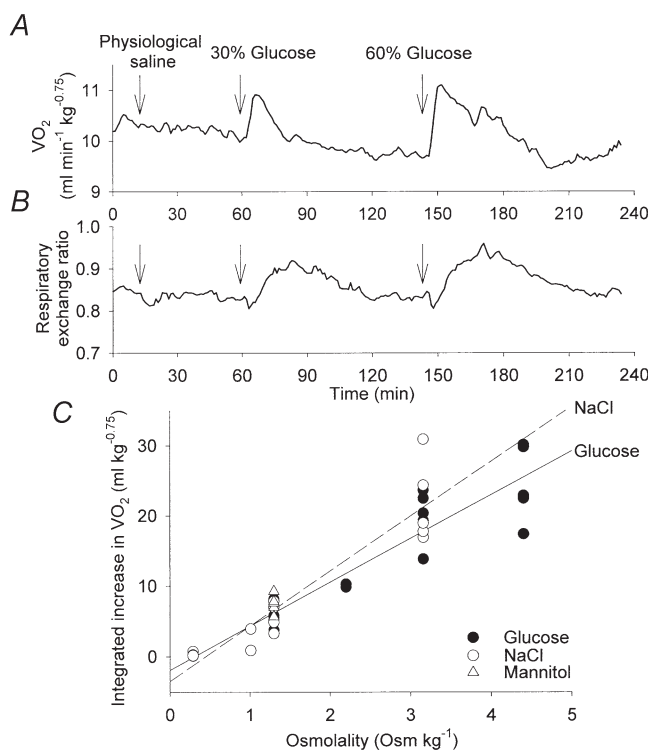 A
Physiological
saline
30% Glucose
60% Glucose
VO2
(ml min-1 kg-0.75)
11
10
9
0 30 60 90 120 150 180 210 240
B
Respiratory
exchange ratio
1.0
0.9
0.8
0.7
0 30 60 90 120 150 180 210 240
Time (min)
C
Integrated increase in VO2 (ml kg-0.75)
30
20
10
0
NaCl
Glucose
Glucose
NaCl
Mannitol
0 1 2 3 4 5
Osmolality (Osm kg-1)